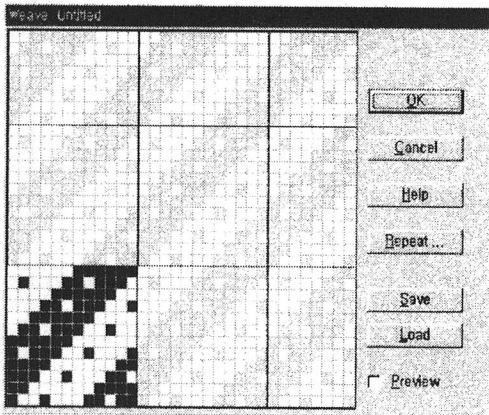 Weave Untitled
OK
Cancel
Help
Repeat ...
Save
Load
Preview